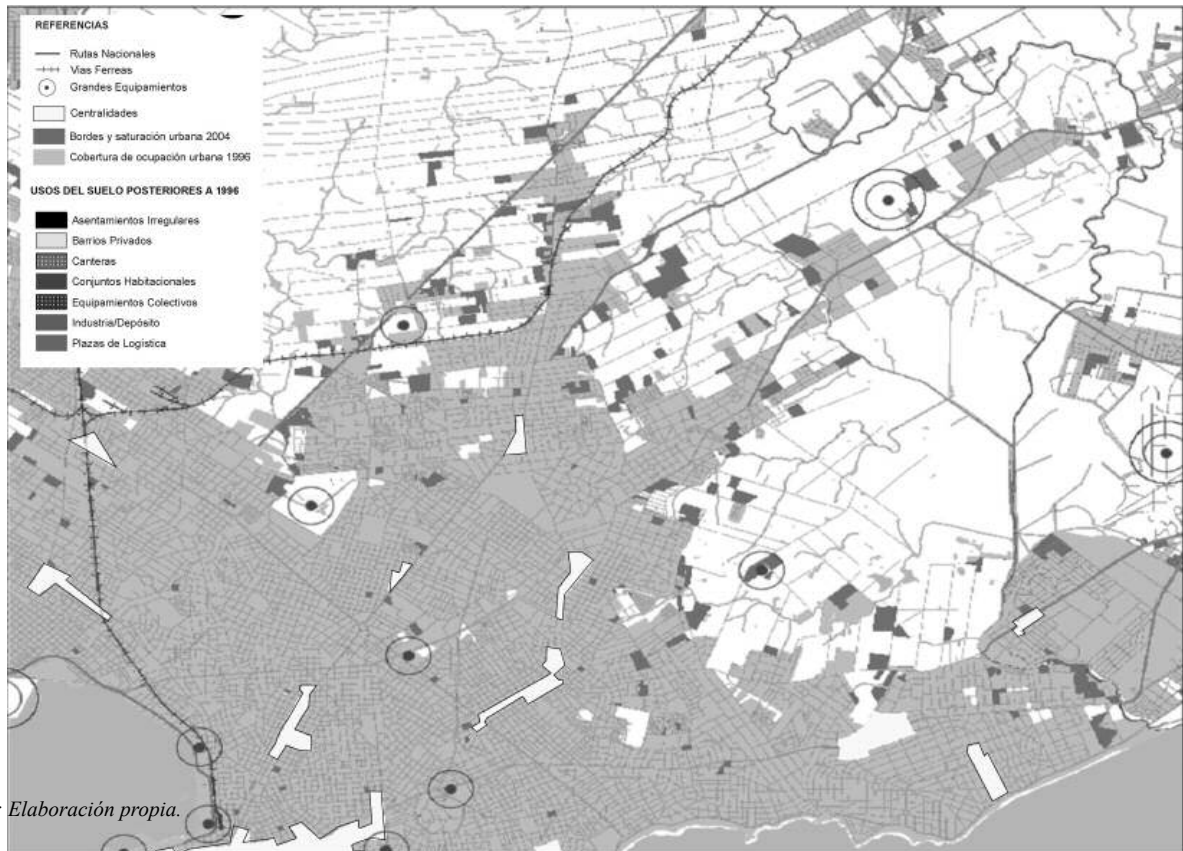 REFERENCIAS
Rutas Nacionales
Vias Ferreas
Grandes Equipamientos
Centralidades
Bordes y saturación urbana 2004
Cobertura de ocupación urbana 1996
USOS DEL SUELO POSTERIORES A 1996
Asentamientos Irregulares
Barrios Privados
Canteras
Conjuntos Habitacionales
Equipamientos Colectivos
Industria/Depósito
Plazas de Logística
: Elaboración propia.